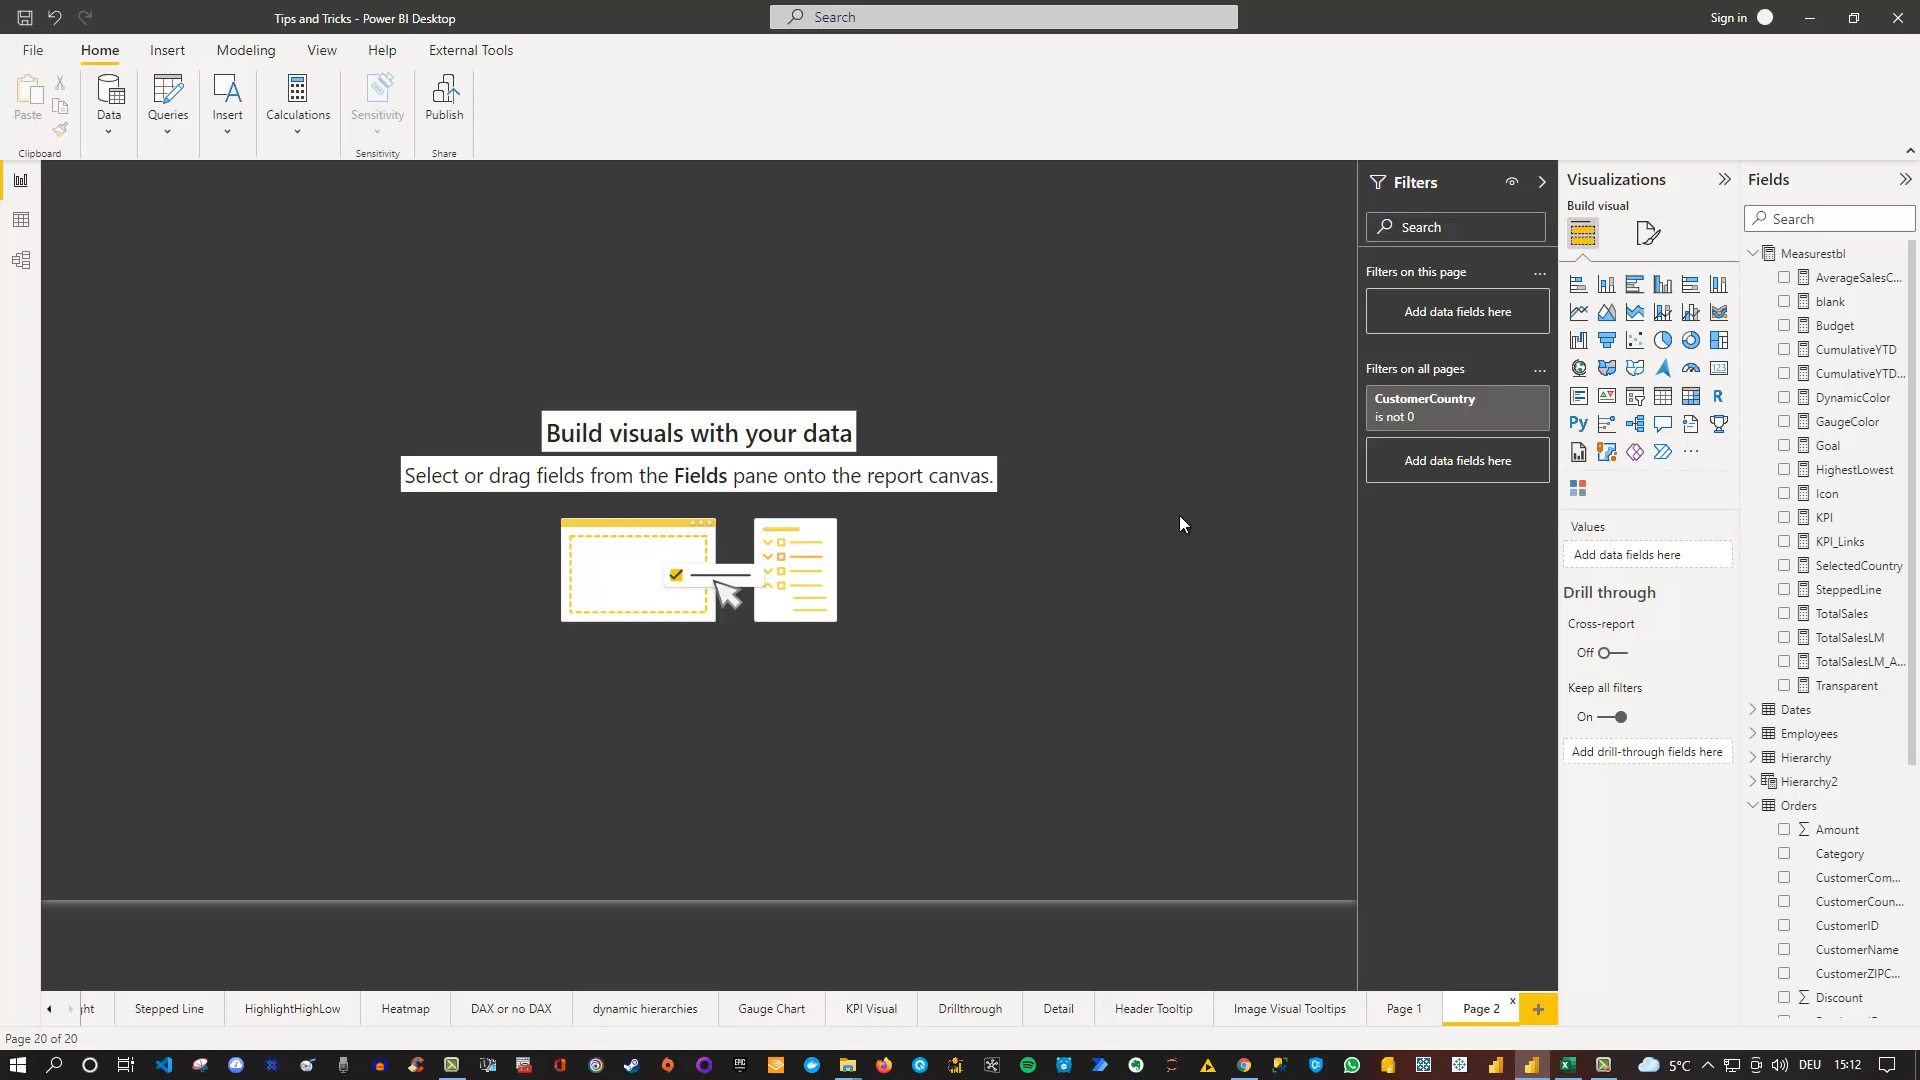 Tips and Tricks - Power BI Desktop
Search
Sign in
File
Home
Insert
Modeling
View
Help
External Tools
Paste
Data
Queries
Insert
Calculations
Sensitivity
Publish
Clipboard
Sensitivity
Share
Build visuals with your data
Select or drag fields from the Fields pane onto the report canvas.
Filters
Search
Filters on this page
...
Add data fields here
Filters on all pages
...
CustomerCountry
is not 0
Add data fields here
Visualizations
Build visual
123
R
Py
...
Values
Add data fields here
Drill through
Cross-report
Off
Keep all filters
On
Add drill-through fields here
Fields
Search
Measurestbl
AverageSalesC...
blank
Budget
CumulativeYTD
CumulativeYTD...
DynamicColor
GaugeColor
Goal
HighestLowest
Icon
KPI
KPI_Links
SelectedCountry
SteppedLine
TotalSales
TotalSalesLM
TotalSalesLM_A...
Transparent
Dates
Employees
Hierarchy
Hierarchy2
Orders
Amount
Category
CustomerCom...
CustomerCoun...
CustomerID
CustomerName
CustomerZIPC...
Discount
ght
Stepped Line
HighlightHighLow
Heatmap
DAX or no DAX
dynamic hierarchies
Gauge Chart
KPI Visual
Drillthrough
Detail
Header Tooltip
Image Visual Tooltips
Page 1
Page 2
x
Page 20 of 20
5°C
DEU
15:12